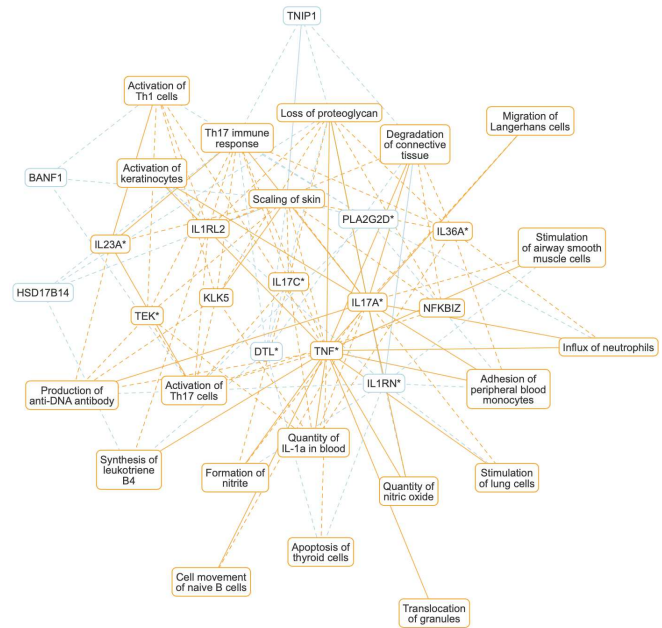 TNIP1
Activation of
Th1 cells
Loss of proteoglycan
Migration of
Langerhans cells
Th17 immune
response
Degradation
of connective
tissue
BANF1
Activation of
keratinocytes
Scaling of skin
PLA2G2D*
IL23A*
IL1RL2
IL36A*
Stimulation
of airway smooth
muscle cells
HSD17B14
IL17C*
KLK5
IL17A*
NFKBIZ
TEK*
DTL*
TNF*
Influx of neutrophils
Production of
anti-DNA antibody
Activation of
Th17 cells
IL1RN*
Adhesion of
peripheral blood
monocytes
Synthesis of
leukotriene
B4
Formation of
nitrite
Quantity of
IL-1a in blood
Quantity of
nitric oxide
Stimulation
of lung cells
Apoptosis of
thyroid cells
Cell movement
of naive B cells
Translocation
of granules